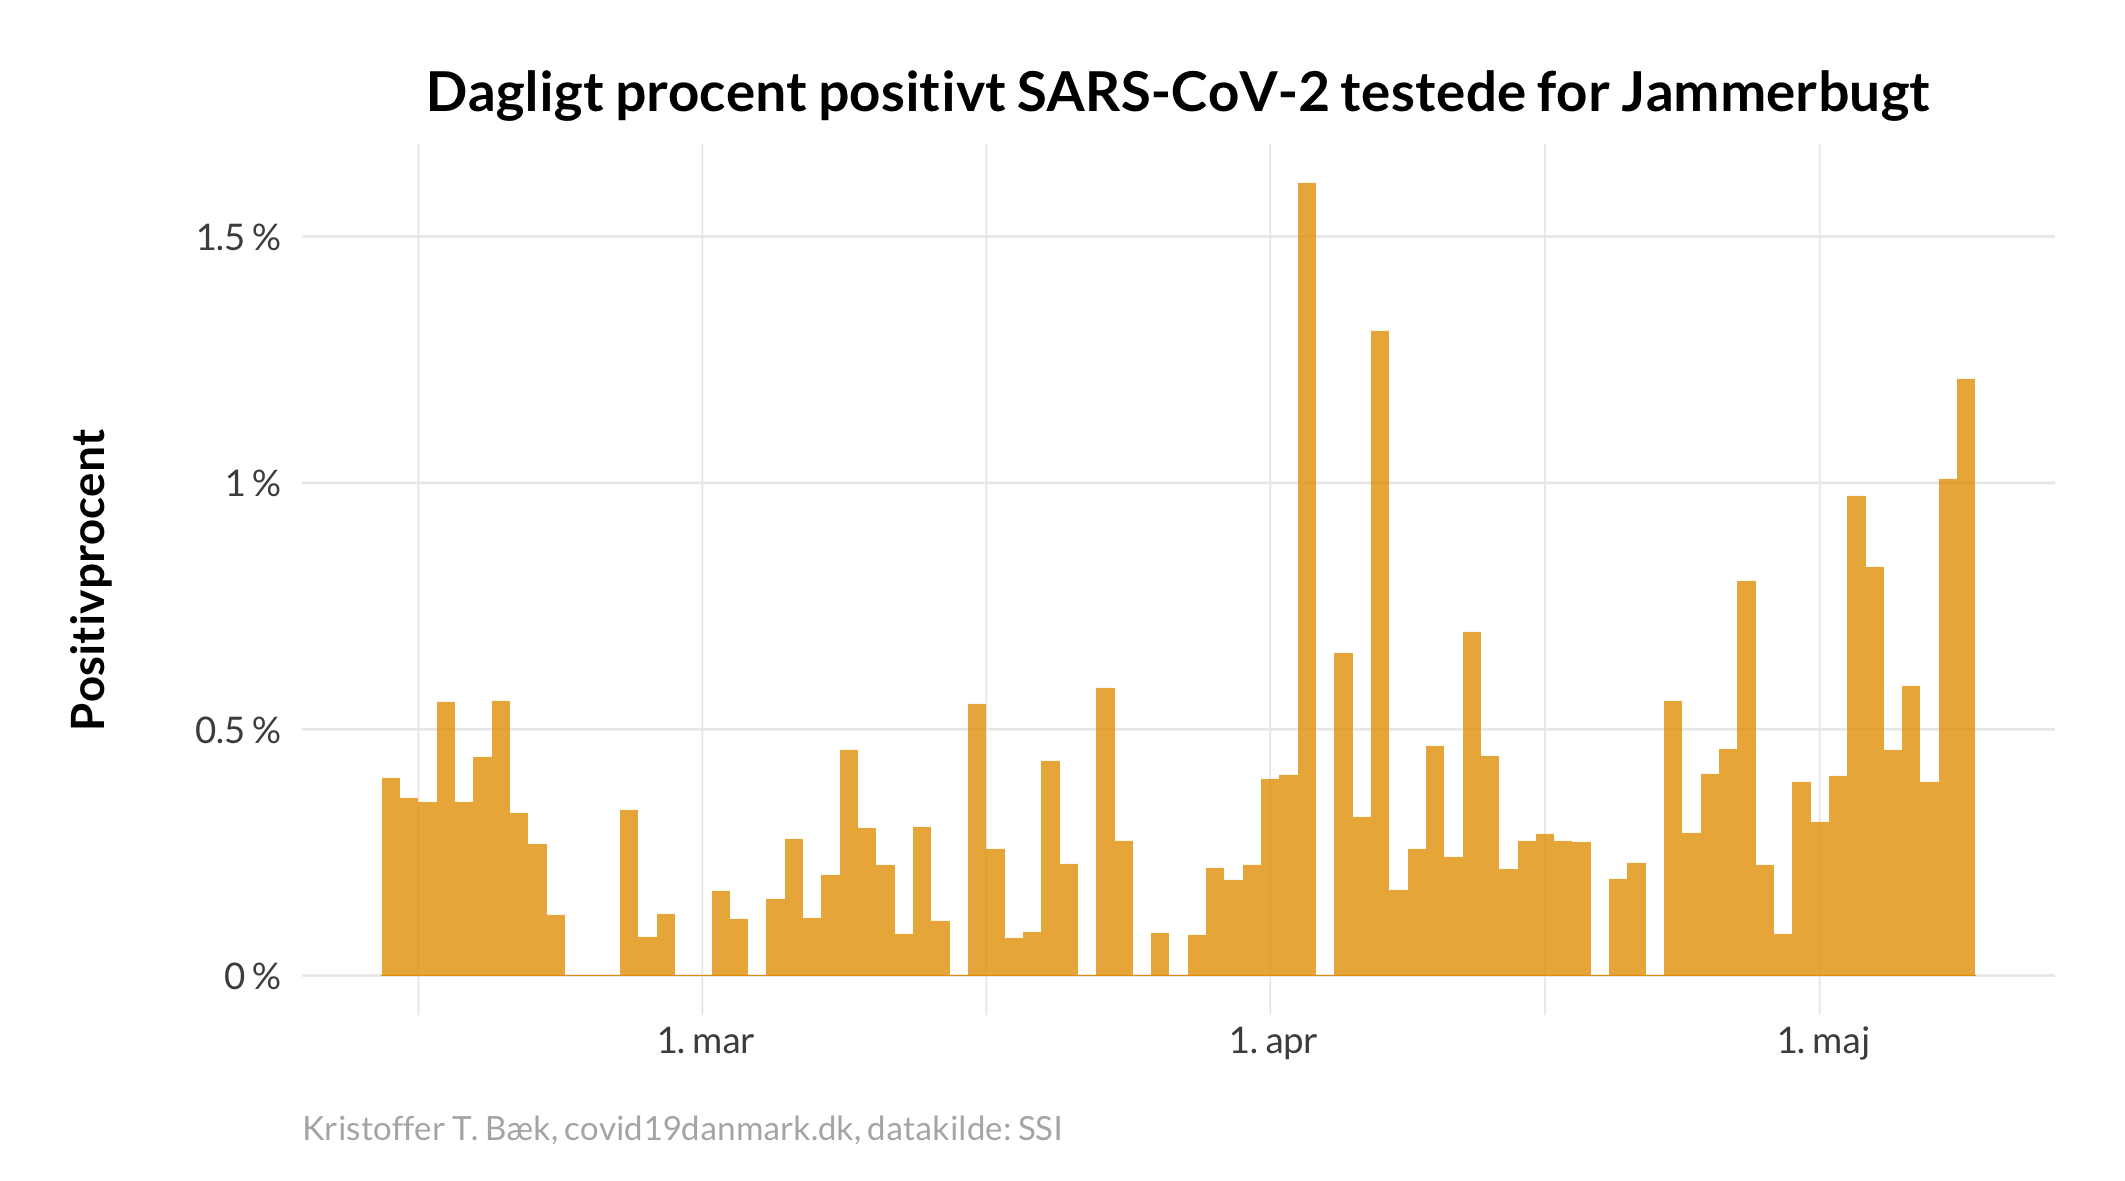 Dagligt procent positivt SARS-CoV-2 testede for Jammerbugt
Positivprocent
1.5 %
1 %
0.5 %
0 %
1. mar
1. apr
1. maj
Kristoffer T. Bæk, covid19danmark.dk, datakilde: SSI